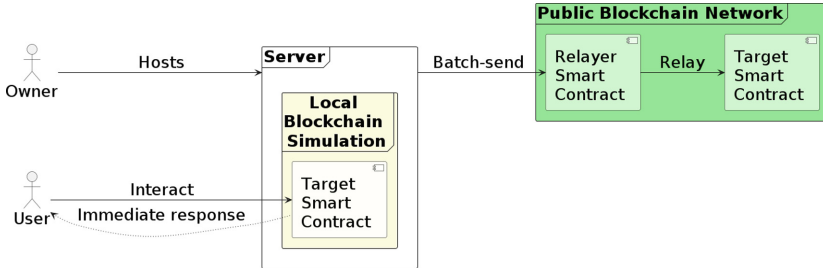 Public Blockchain Network
Owner
Hosts
Server
Batch-send
Relayer
Smart
Contract
Relay
Target
Smart
Contract
Local
Blockchain
Simulation
User
Interact
Immediate response
Target
Smart
Contract